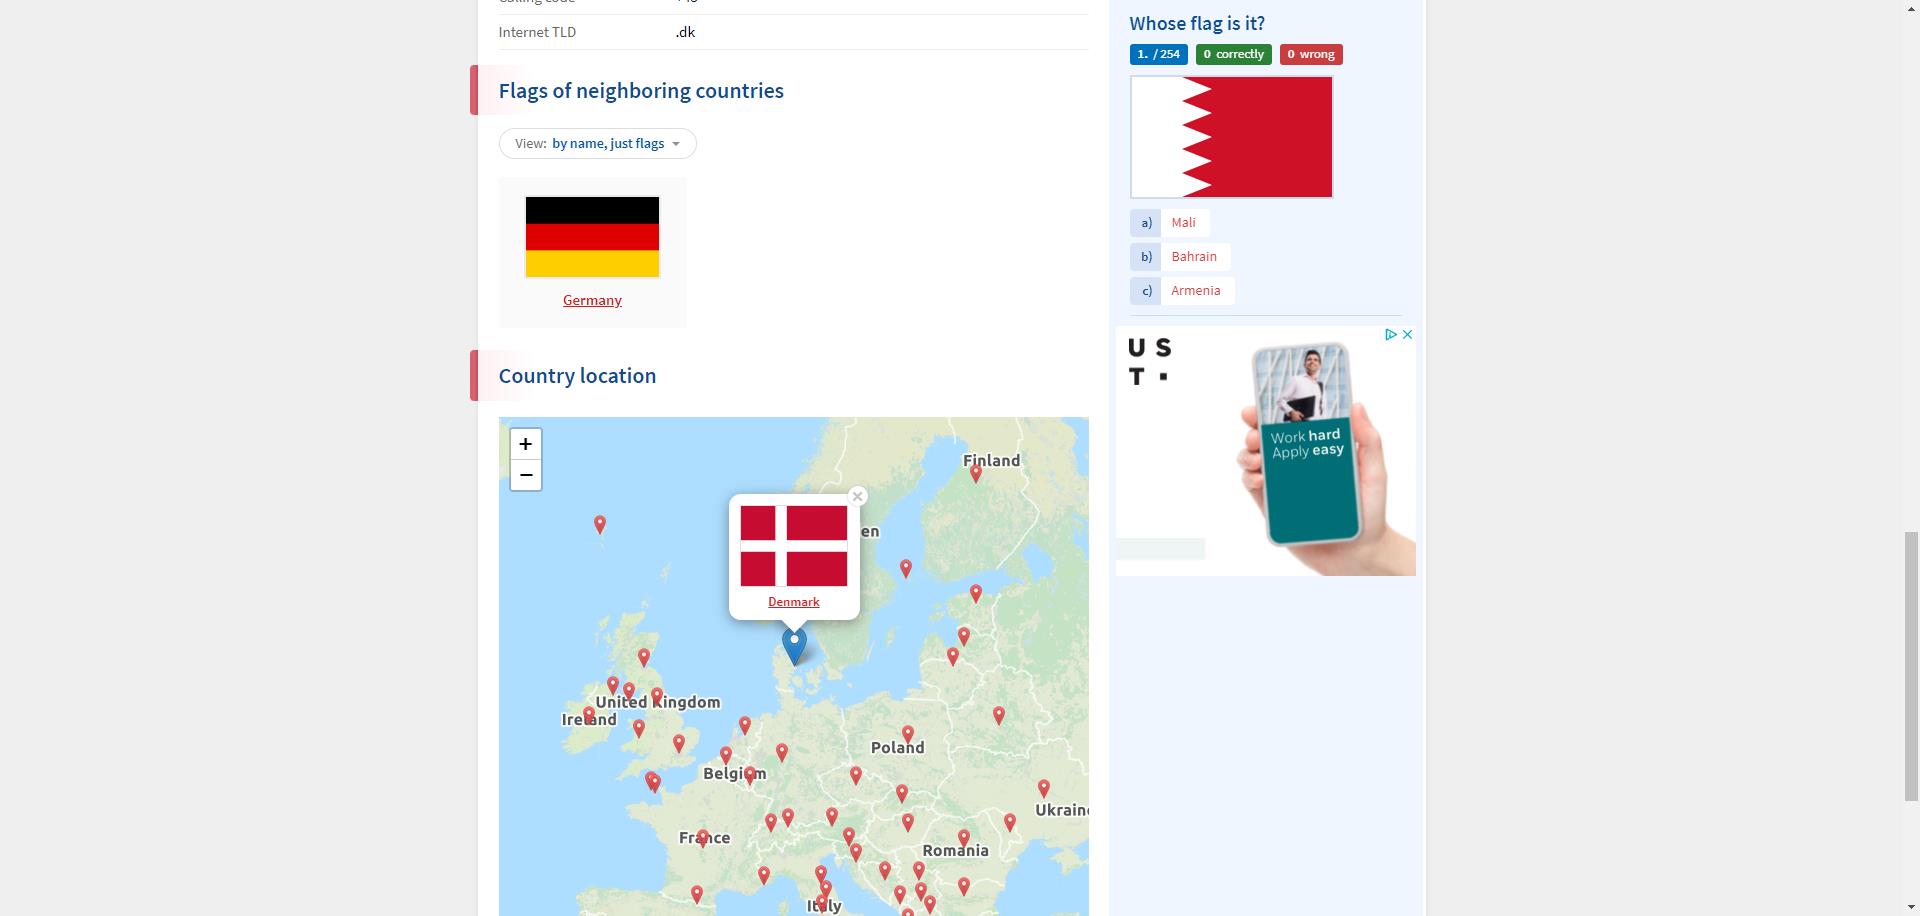 Internet TLD
.dk
Flags of neighboring countries
View: by name, just flags
Germany
Country location
+
−
Finland
en
Denmark
United Kingdom
Ireland
Poland
Belgium
Ukraine
France
Romania
Italy
Whose flag is it?
1. / 254
0 correctly
0 wrong
a) Mali
b) Bahrain
c) Armenia
U S
T
Work hard
Apply easy